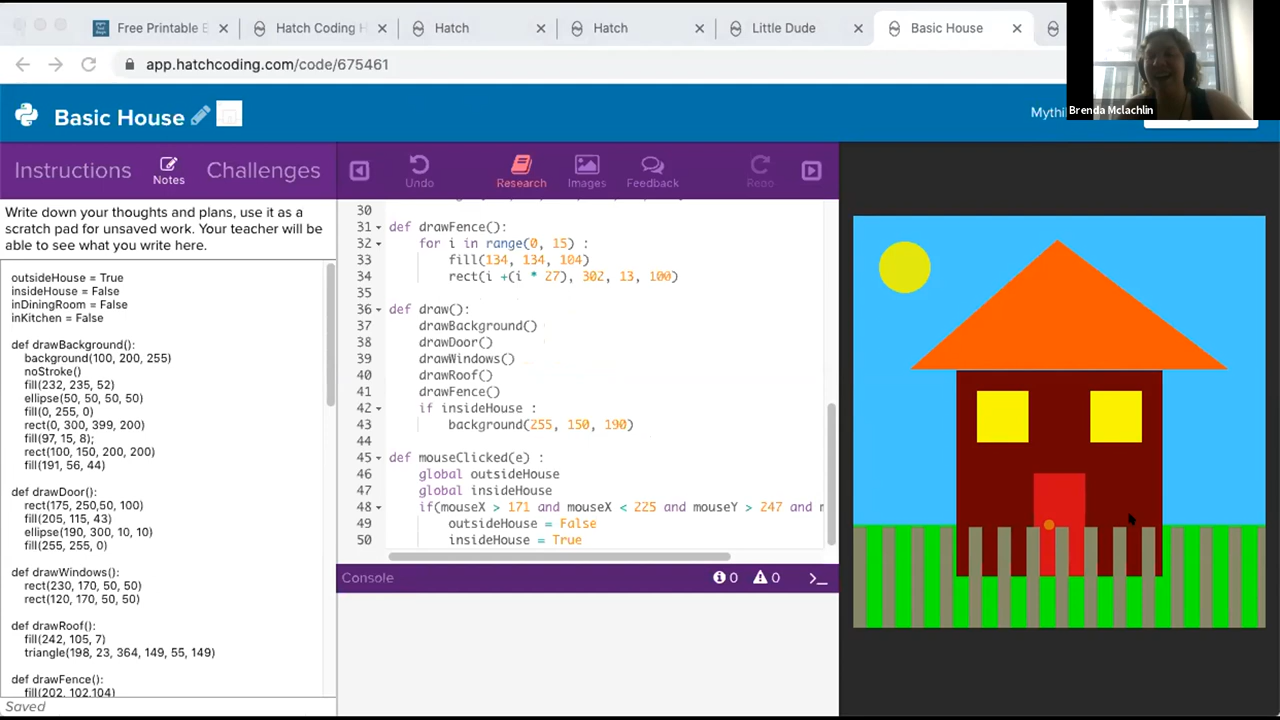 Free Printable E
Hatch Coding H
Hatch
Hatch
Little Dude
Basic House
app.hatchcoding.com/code/675461
Brenda Mclachlin
Basic House
Mythi
Instructions
Notes
Challenges
Undo
Research
Images
Feedback
Redo
Write down your thoughts and plans, use it as a
scratch pad for unsaved work. Your teacher will be
able to see what you write here.
outsideHouse = True
insideHouse = False
inDiningRoom = False
inKitchen = False
def drawBackground():
background(100, 200, 255)
noStroke()
fill(232, 235, 52)
ellipse(50, 50, 50, 50)
fill(0, 255, 0)
rect(0, 300, 399, 200)
fill(97, 15, 8);
rect(100, 150, 200, 200)
fill(191, 56, 44)
def drawDoor():
rect(175, 250,50, 100)
fill(205, 115, 43)
ellipse(190, 300, 10, 10)
fill(255, 255, 0)
def drawWindows():
rect(230, 170, 50, 50)
rect(120, 170, 50, 50)
def drawRoof():
fill(242, 105, 7)
triangle(198, 23, 364, 149, 55, 149)
def drawFence():
fill(202, 102,104)
Saved
30
31 def drawFence():
32 for i in range(0, 15) :
33 fill(134, 134, 104)
34 rect(i +(i * 27), 302, 13, 100)
35
36 def draw():
37 drawBackground()
38 drawDoor()
39 drawWindows()
40 drawRoof()
41 drawFence()
42 if insideHouse :
43 background(255, 150, 190)
44
45 def mouseClicked(e) :
46 global outsideHouse
47 global insideHouse
48 if(mouseX > 171 and mouseX < 225 and mouseY > 247 and
49 outsideHouse = False
50 insideHouse = True
Console
0
0